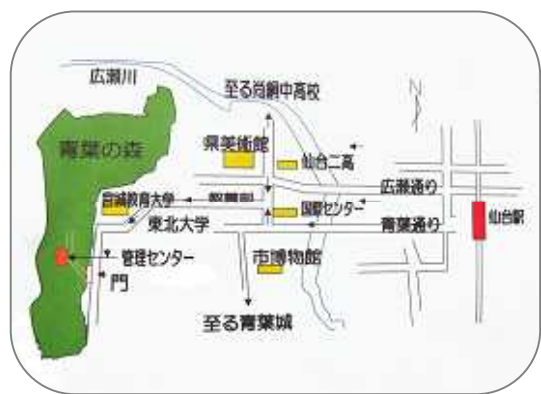 広瀬川
至る尚絅中高校
青葉の森
県美術館
仙台二高
広瀬通り
宮城教育大学
国際センター
仙台駅
東北大学
青葉通り
管理センター
市博物館
門
至る青葉城